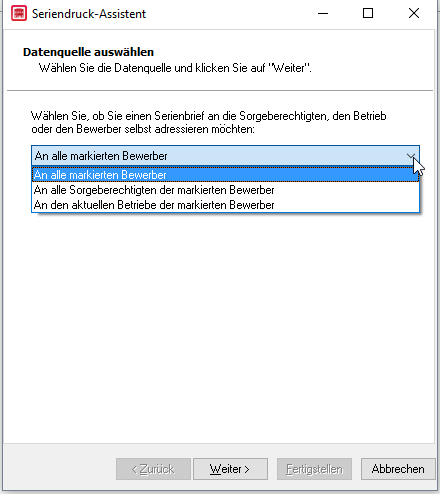 Seriendruck-Assistent
Datenquelle auswählen
Wählen Sie die Datenquelle und klicken Sie auf "Weiter".
Wählen Sie, ob Sie einen Serienbrief an die Sorgeberechtigten, den Betrieb
oder den Bewerber selbst adressieren möchten:
An alle markierten Bewerber
An alle markierten Bewerber
An alle Sorgeberechtigten der markierten Bewerber
An den aktuellen Betriebe der markierten Bewerber
< Zurück Weiter > Fertigstellen Abbrechen